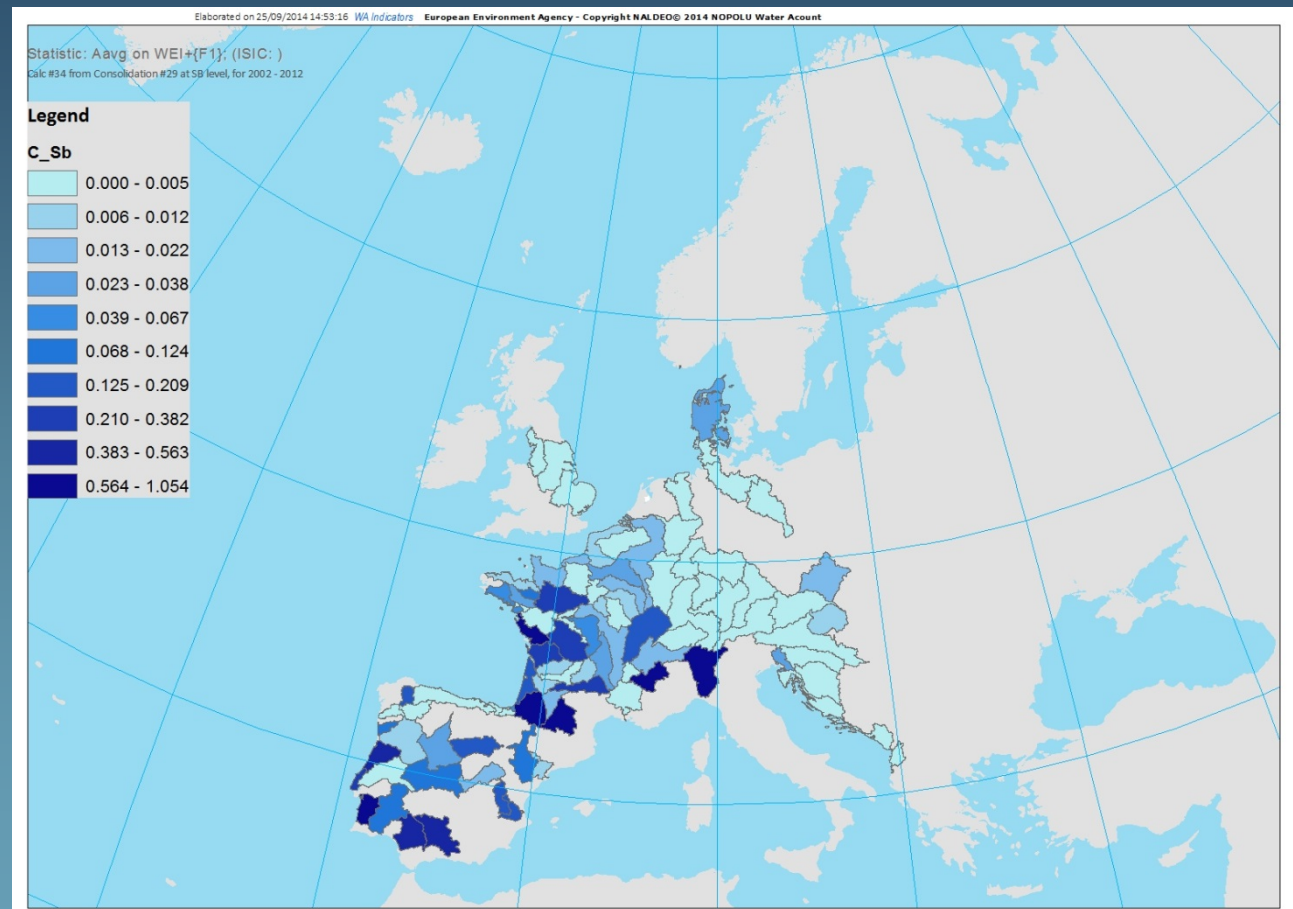 Elaborated on 25/09/2014 14:53:16 WA Indicators European Environment Agency - Copyright NALDEO© 2014 NOPOLU Water Acount
Statistic: Aavg on WEI+{F1}; (ISIC: )
Calc #34 from Consolidation #29 at SB level, for 2002 - 2012
Legend
C_Sb
0.000 - 0.005
0.006 - 0.012
0.013 - 0.022
0.023 - 0.038
0.039 - 0.067
0.068 - 0.124
0.125 - 0.209
0.210 - 0.382
0.383 - 0.563
0.564 - 1.054